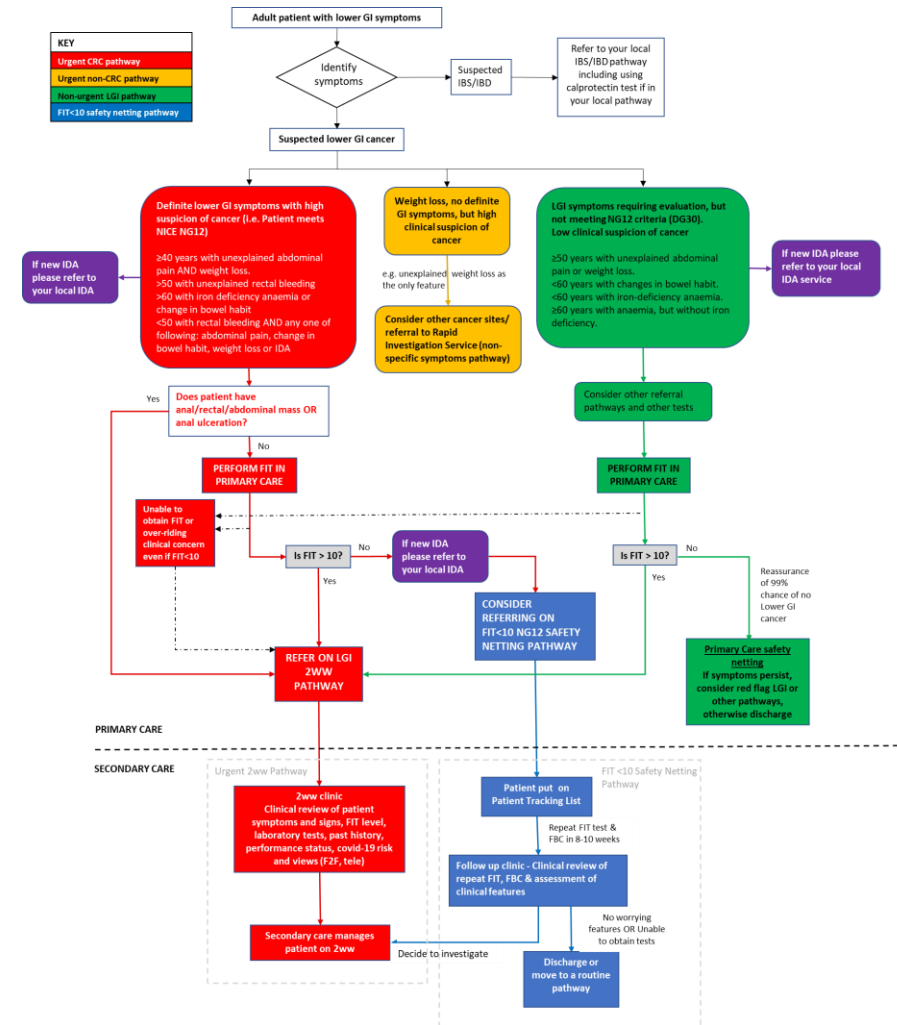 Adult patient with lower GI symptoms
KEY
Urgent CRC pathway
Urgent non-CRC pathway
Non-urgent LGI pathway
FIT<10 safety netting pathway
Identify
symptoms
Suspected
IBS/IBD
Refer to your local
IBS/IBD pathway
including using
calprotectin test if in
your local pathway
Suspected lower GI cancer
Definite lower GI symptoms with high
suspicion of cancer (i.e. Patient meets
NICE NG12)
≥40 years with unexplained abdominal
pain AND weight loss.
>50 with unexplained rectal bleeding
>60 with iron deficiency anaemia or
change in bowel habit
<50 with rectal bleeding AND any one of
following: abdominal pain, change in
bowel habit, weight loss or IDA
If new IDA
please refer to
your local IDA
Weight loss, no definite
GI symptoms, but high
clinical suspicion of
cancer
e.g. unexplained weight loss as
the only feature
Consider other cancer sites/
referral to Rapid
Investigation Service (non-
specific symptoms pathway)
LGI symptoms requiring evaluation, but
not meeting NG12 criteria (DG30).
Low clinical suspicion of cancer
≥50 years with unexplained abdominal
pain or weight loss.
<60 years with changes in bowel habit.
<60 years with iron-deficiency anaemia.
≥60 years with anaemia, but without iron
deficiency.
If new IDA please
refer to your local
IDA service
Yes
Does patient have
anal/rectal/abdominal mass OR
anal ulceration?
No
Consider other referral
pathways and other tests
PERFORM FIT IN
PRIMARY CARE
PERFORM FIT IN
PRIMARY CARE
Unable to
obtain FIT or
over-riding
clinical concern
even if FIT<10
Is FIT > 10?
No
Yes
If new IDA
please refer to
your local IDA
Is FIT > 10?
No
Yes
Reassurance
of 99%
chance of no
Lower GI
cancer
CONSIDER
REFERRING ON
FIT<10 NG12 SAFETY
NETTING PATHWAY
REFER ON LGI
2WW
PATHWAY
Primary Care safety
netting
If symptoms persist,
consider red flag LGI or
other pathways,
otherwise discharge
PRIMARY CARE
SECONDARY CARE
Urgent 2ww Pathway
FIT <10 Safety Netting
Pathway
2ww clinic
Clinical review of patient
symptoms and signs, FIT level,
laboratory tests, past history,
performance status, covid-19 risk
and views (F2F, tele)
Patient put on
Patient Tracking List
Repeat FIT test &
FBC in 8-10 weeks
Follow up clinic - Clinical review of
repeat FIT, FBC & assessment of
clinical features
No worrying
features OR Unable
to obtain tests
Secondary care manages
patient on 2ww
Decide to investigate
Discharge or
move to a routine
pathway